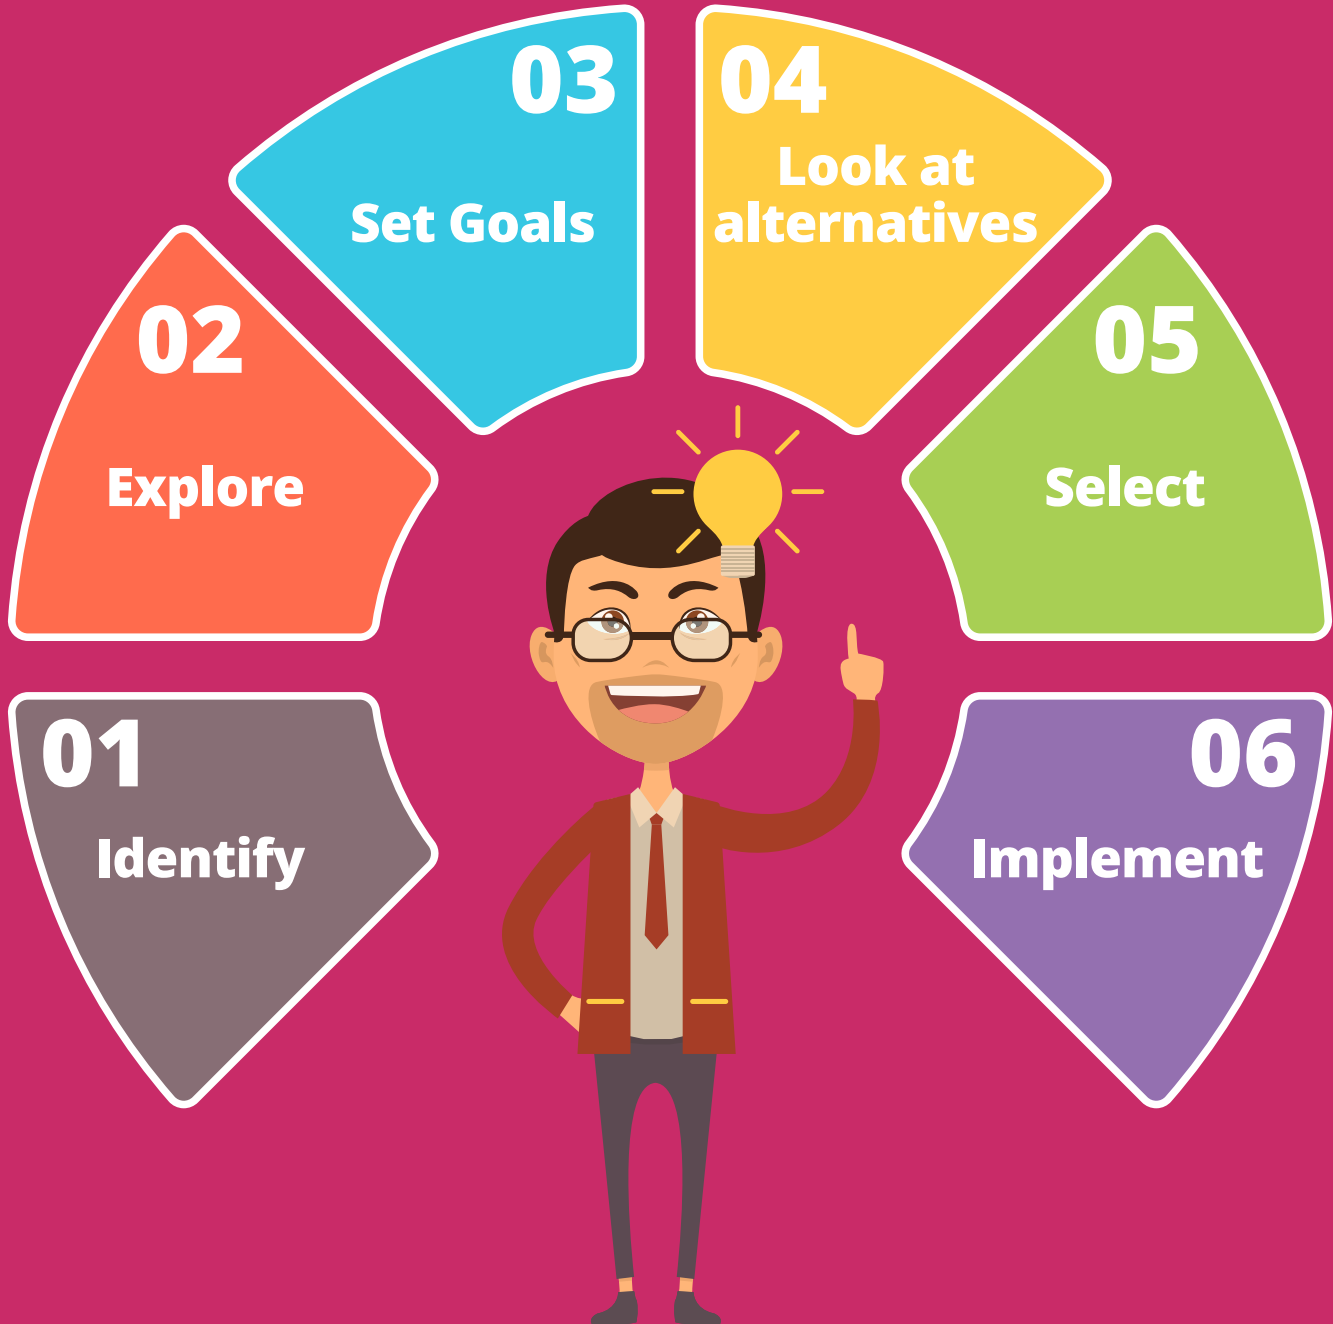 01
Identify
02
Explore
03
Set Goals
04
Look at
alternatives
05
Select
06
Implement